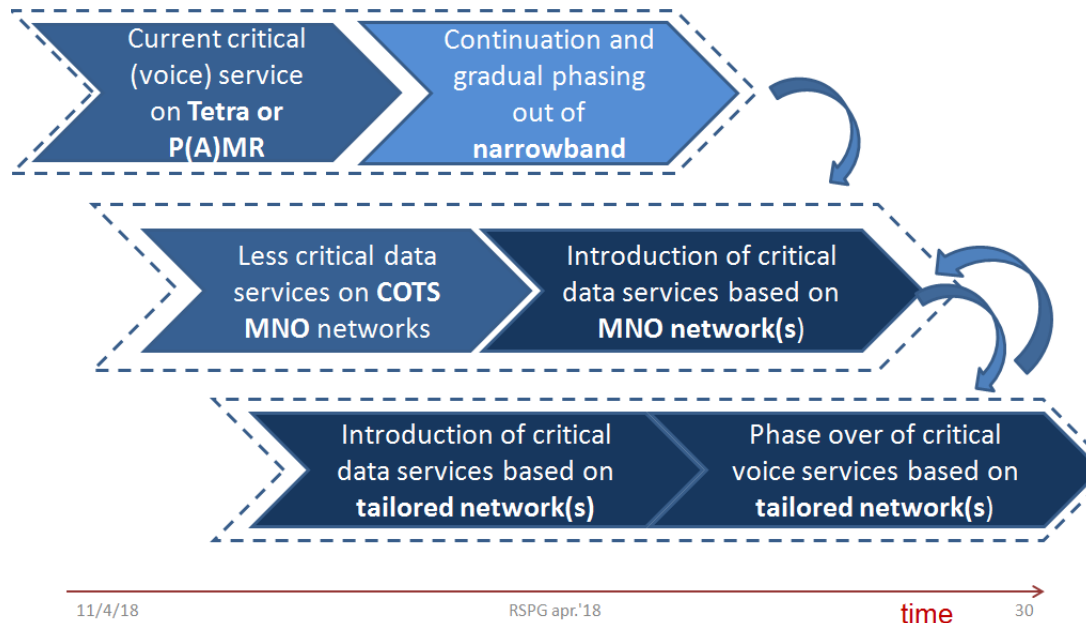 Current critical
(voice) service
on Tetra or
P(A)MR
Continuation and
gradual phasing
out of
narrowband
Less critical data
services on COTS
MNO networks
Introduction of critical
data services based on
MNO network(s)
Introduction of critical
data services based on
tailored network(s)
Phase over of critical
voice services based on
tailored network(s)
11/4/18
RSPG apr.'18
time
30